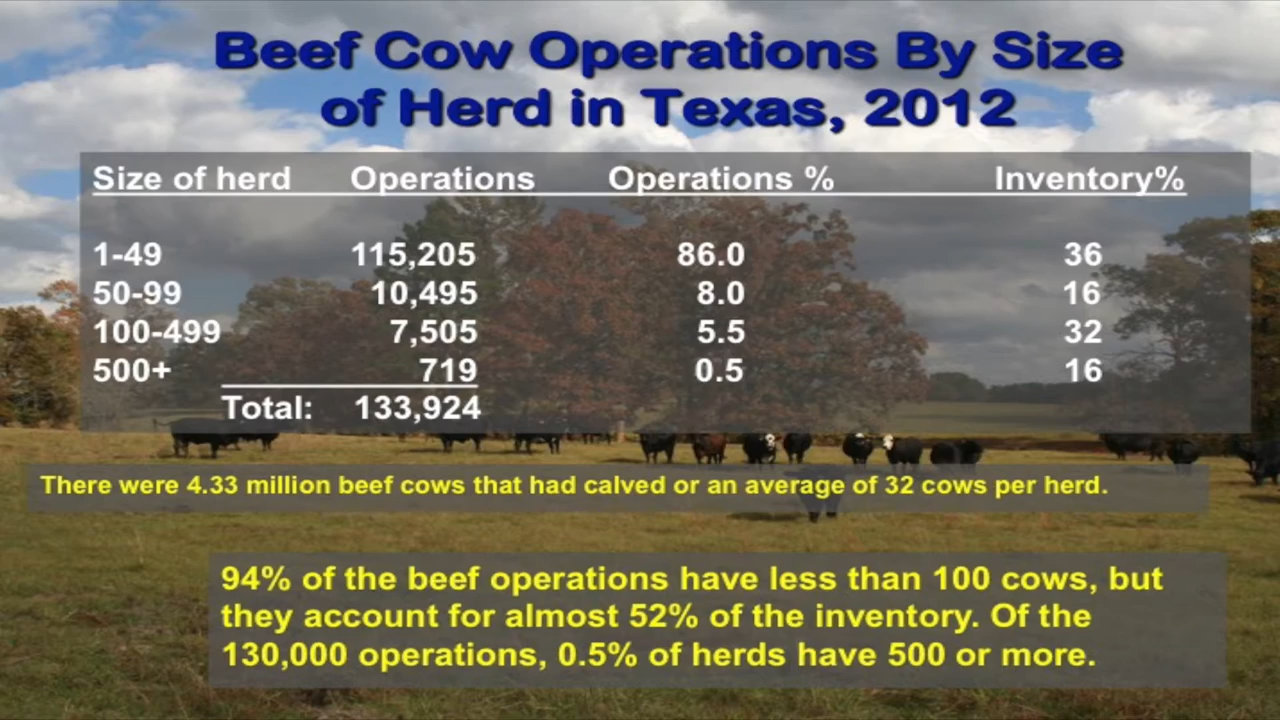 Beef Cow Operations By Size
of Herd in Texas, 2012
Size of herd Operations Operations % Inventory%
1-49 115,205 86.0 36
50-99 10,495 8.0 16
100-499 7,505 5.5 32
500+ 719 0.5 16
Total: 133,924
There were 4.33 million beef cows that had calved or an average of 32 cows per herd.
94% of the beef operations have less than 100 cows, but
they account for almost 52% of the inventory. Of the
130,000 operations, 0.5% of herds have 500 or more.